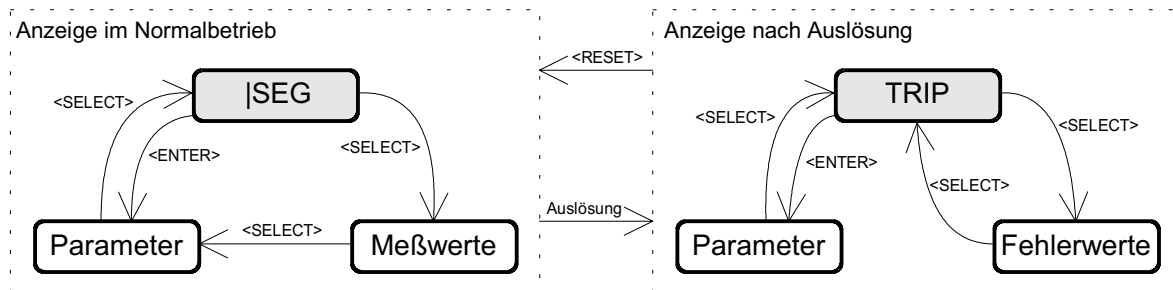 Anzeige im Normalbetrieb
Anzeige nach Auslösung
<RESET>
|SEG
TRIP
<SELECT>
<ENTER>
<SELECT>
<SELECT>
<ENTER>
<SELECT>
<SELECT>
Auslösung
Parameter
<SELECT>
Meßwerte
Parameter
Fehlerwerte